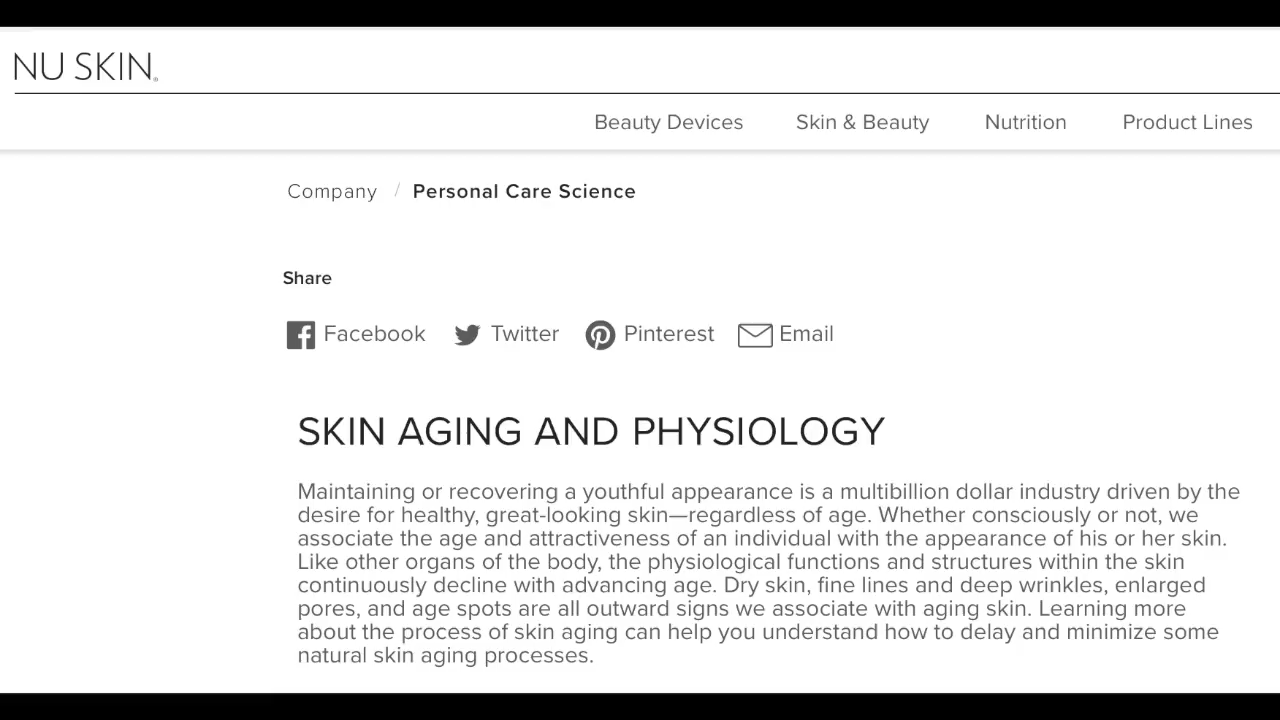 NU SKIN®
Beauty Devices Skin & Beauty Nutrition Product Lines
Company / Personal Care Science
Share
Facebook Twitter Pinterest Email
SKIN AGING AND PHYSIOLOGY
Maintaining or recovering a youthful appearance is a multibillion dollar industry driven by the
desire for healthy, great-looking skin—regardless of age. Whether consciously or not, we
associate the age and attractiveness of an individual with the appearance of his or her skin.
Like other organs of the body, the physiological functions and structures within the skin
continuously decline with advancing age. Dry skin, fine lines and deep wrinkles, enlarged
pores, and age spots are all outward signs we associate with aging skin. Learning more
about the process of skin aging can help you understand how to delay and minimize some
natural skin aging processes.